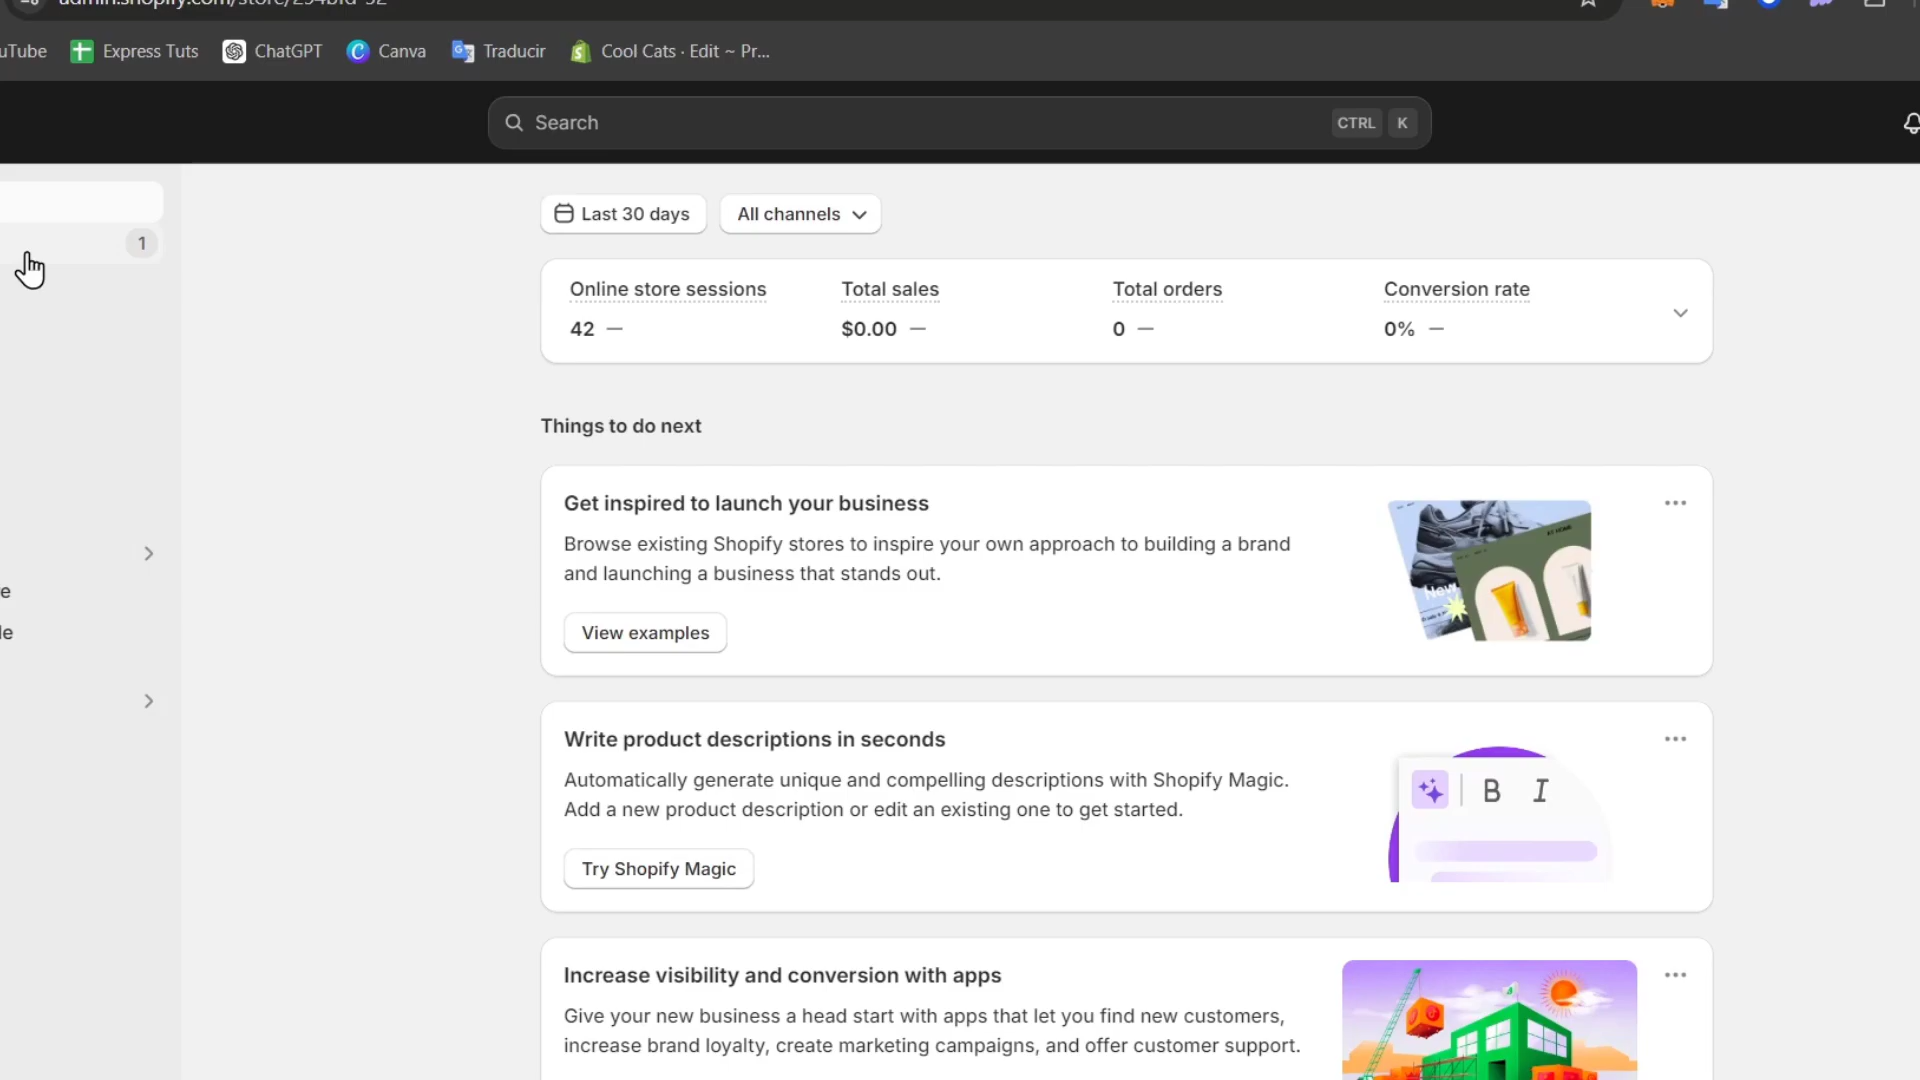 uTube
Express Tuts
ChatGPT
Canva
Traducir
Cool Cats · Edit ~ Pr...
Search
CTRL K
1
Last 30 days
All channels
Online store sessions
Total sales
Total orders
Conversion rate
42 —
$0.00 —
0 —
0% —
Things to do next
Get inspired to launch your business
Browse existing Shopify stores to inspire your own approach to building a brand
and launching a business that stands out.
New
View examples
e
le
Write product descriptions in seconds
Automatically generate unique and compelling descriptions with Shopify Magic.
Add a new product description or edit an existing one to get started.
B I
Try Shopify Magic
Increase visibility and conversion with apps
Give your new business a head start with apps that let you find new customers,
increase brand loyalty, create marketing campaigns, and offer customer support.